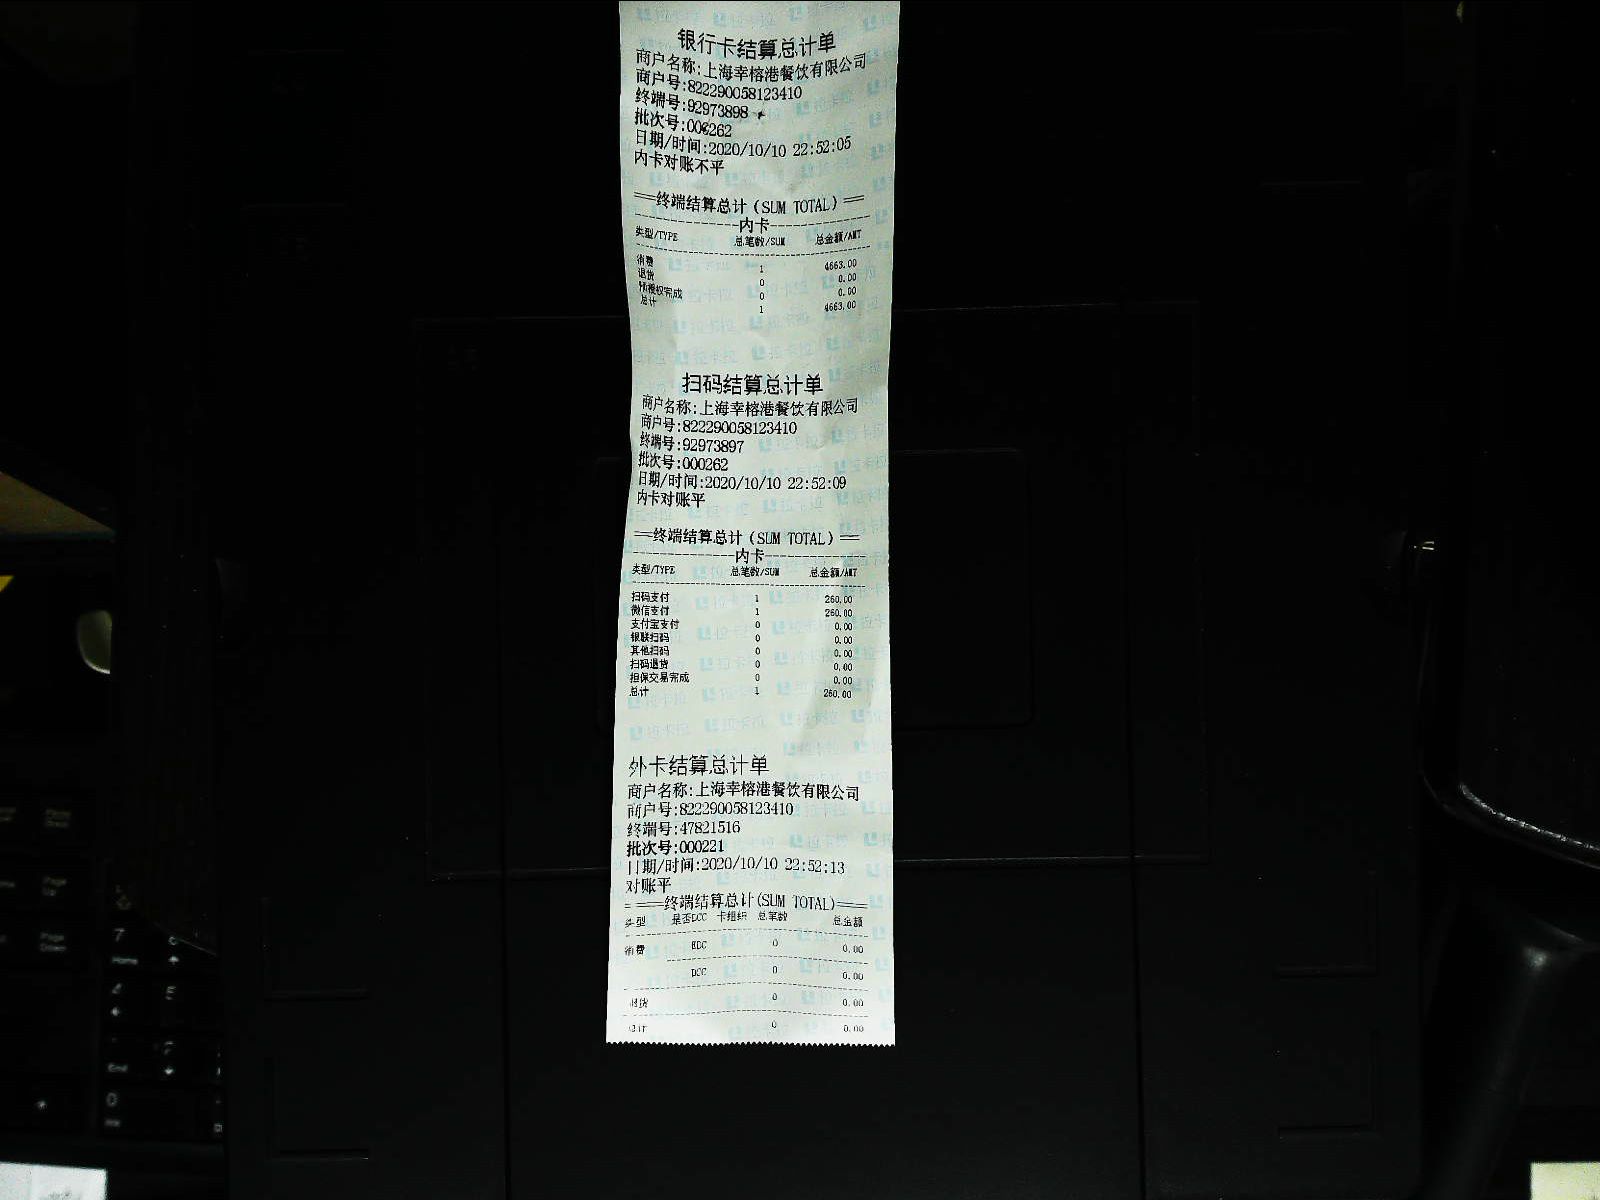 银行卡结算总计单
商户名称:上海幸榕港餐饮有限公司
商户号:822290058123410
终端号:92973898
批次号:000262
日期/时间:2020/10/10 22:52:05
内卡对账不平
══终端结算总计(SUM TOTAL)══
内卡
类型/TYPE 总笔数/SUM 总金额/AMT
消费 1 4663.00
退货 0 0.00
预授权完成 0 0.00
总计 1 4663.00
扫码结算总计单
商户名称:上海幸榕港餐饮有限公司
商户号:822290058123410
终端号:92973897
批次号:000262
日期/时间:2020/10/10 22:52:09
内卡对账平
══终端结算总计(SUM TOTAL)══
内卡
类型/TYPE 总笔数/SUM 总金额/AMT
扫码支付 1 260.00
微信支付 1 260.00
支付宝支付 0 0.00
银联扫码 0 0.00
其他扫码 0 0.00
扫码退货 0 0.00
担保交易完成 0 0.00
总计 1 260.00
外卡结算总计单
商户名称:上海幸榕港餐饮有限公司
商户号:822290058123410
终端号:47821516
批次号:000221
日期/时间:2020/10/10 22:52:13
对账平
═══终端结算总计(SUM TOTAL)═══
类型 是否DCC 卡组织 总笔数 总金额
消费 EDC 0 0.00
DCC 0 0.00
退货 0 0.00
总计 0 0.00
拉卡拉
7
Home
4
End
0
Page
Up
Page
Down